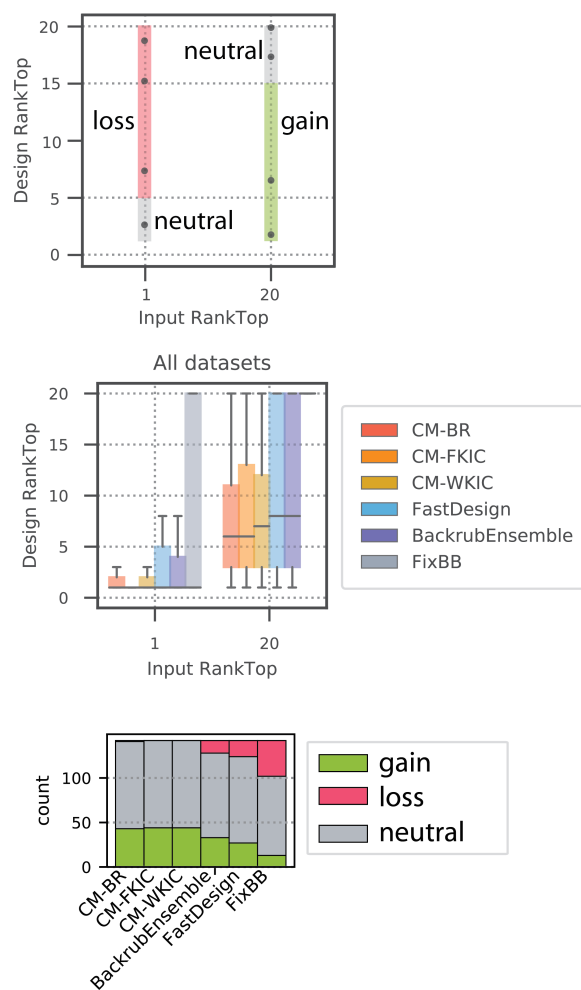 20
15
10
5
0
Design RankTop
neutral
loss
gain
neutral
1
20
Input RankTop
All datasets
20
15
10
5
0
Design RankTop
1
20
Input RankTop
CM-BR
CM-FKIC
CM-WKIC
FastDesign
BackrubEnsemble
FixBB
100
50
0
count
CM-BR
CM-FKIC
CM-WKIC
BackrubEnsemble
FastDesign
FixBB
gain
loss
neutral